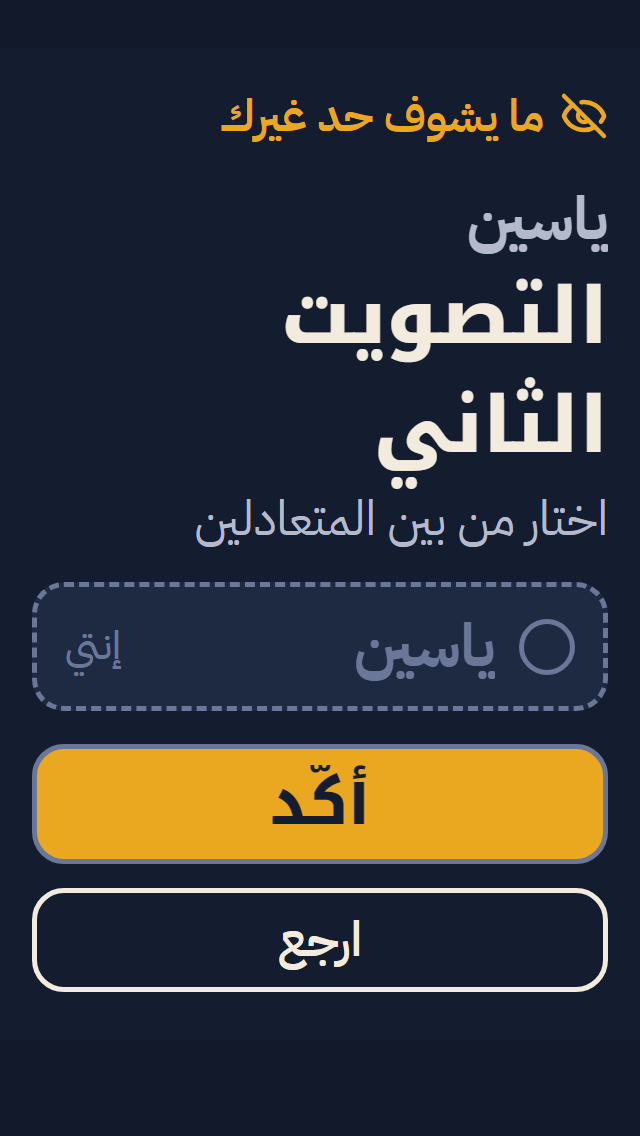 ما يشوف حد غيرك
ياسين
التصويت
الثاني
اختار من بين المتعادلين
ياسين
إنتي
أكّد
ارجع